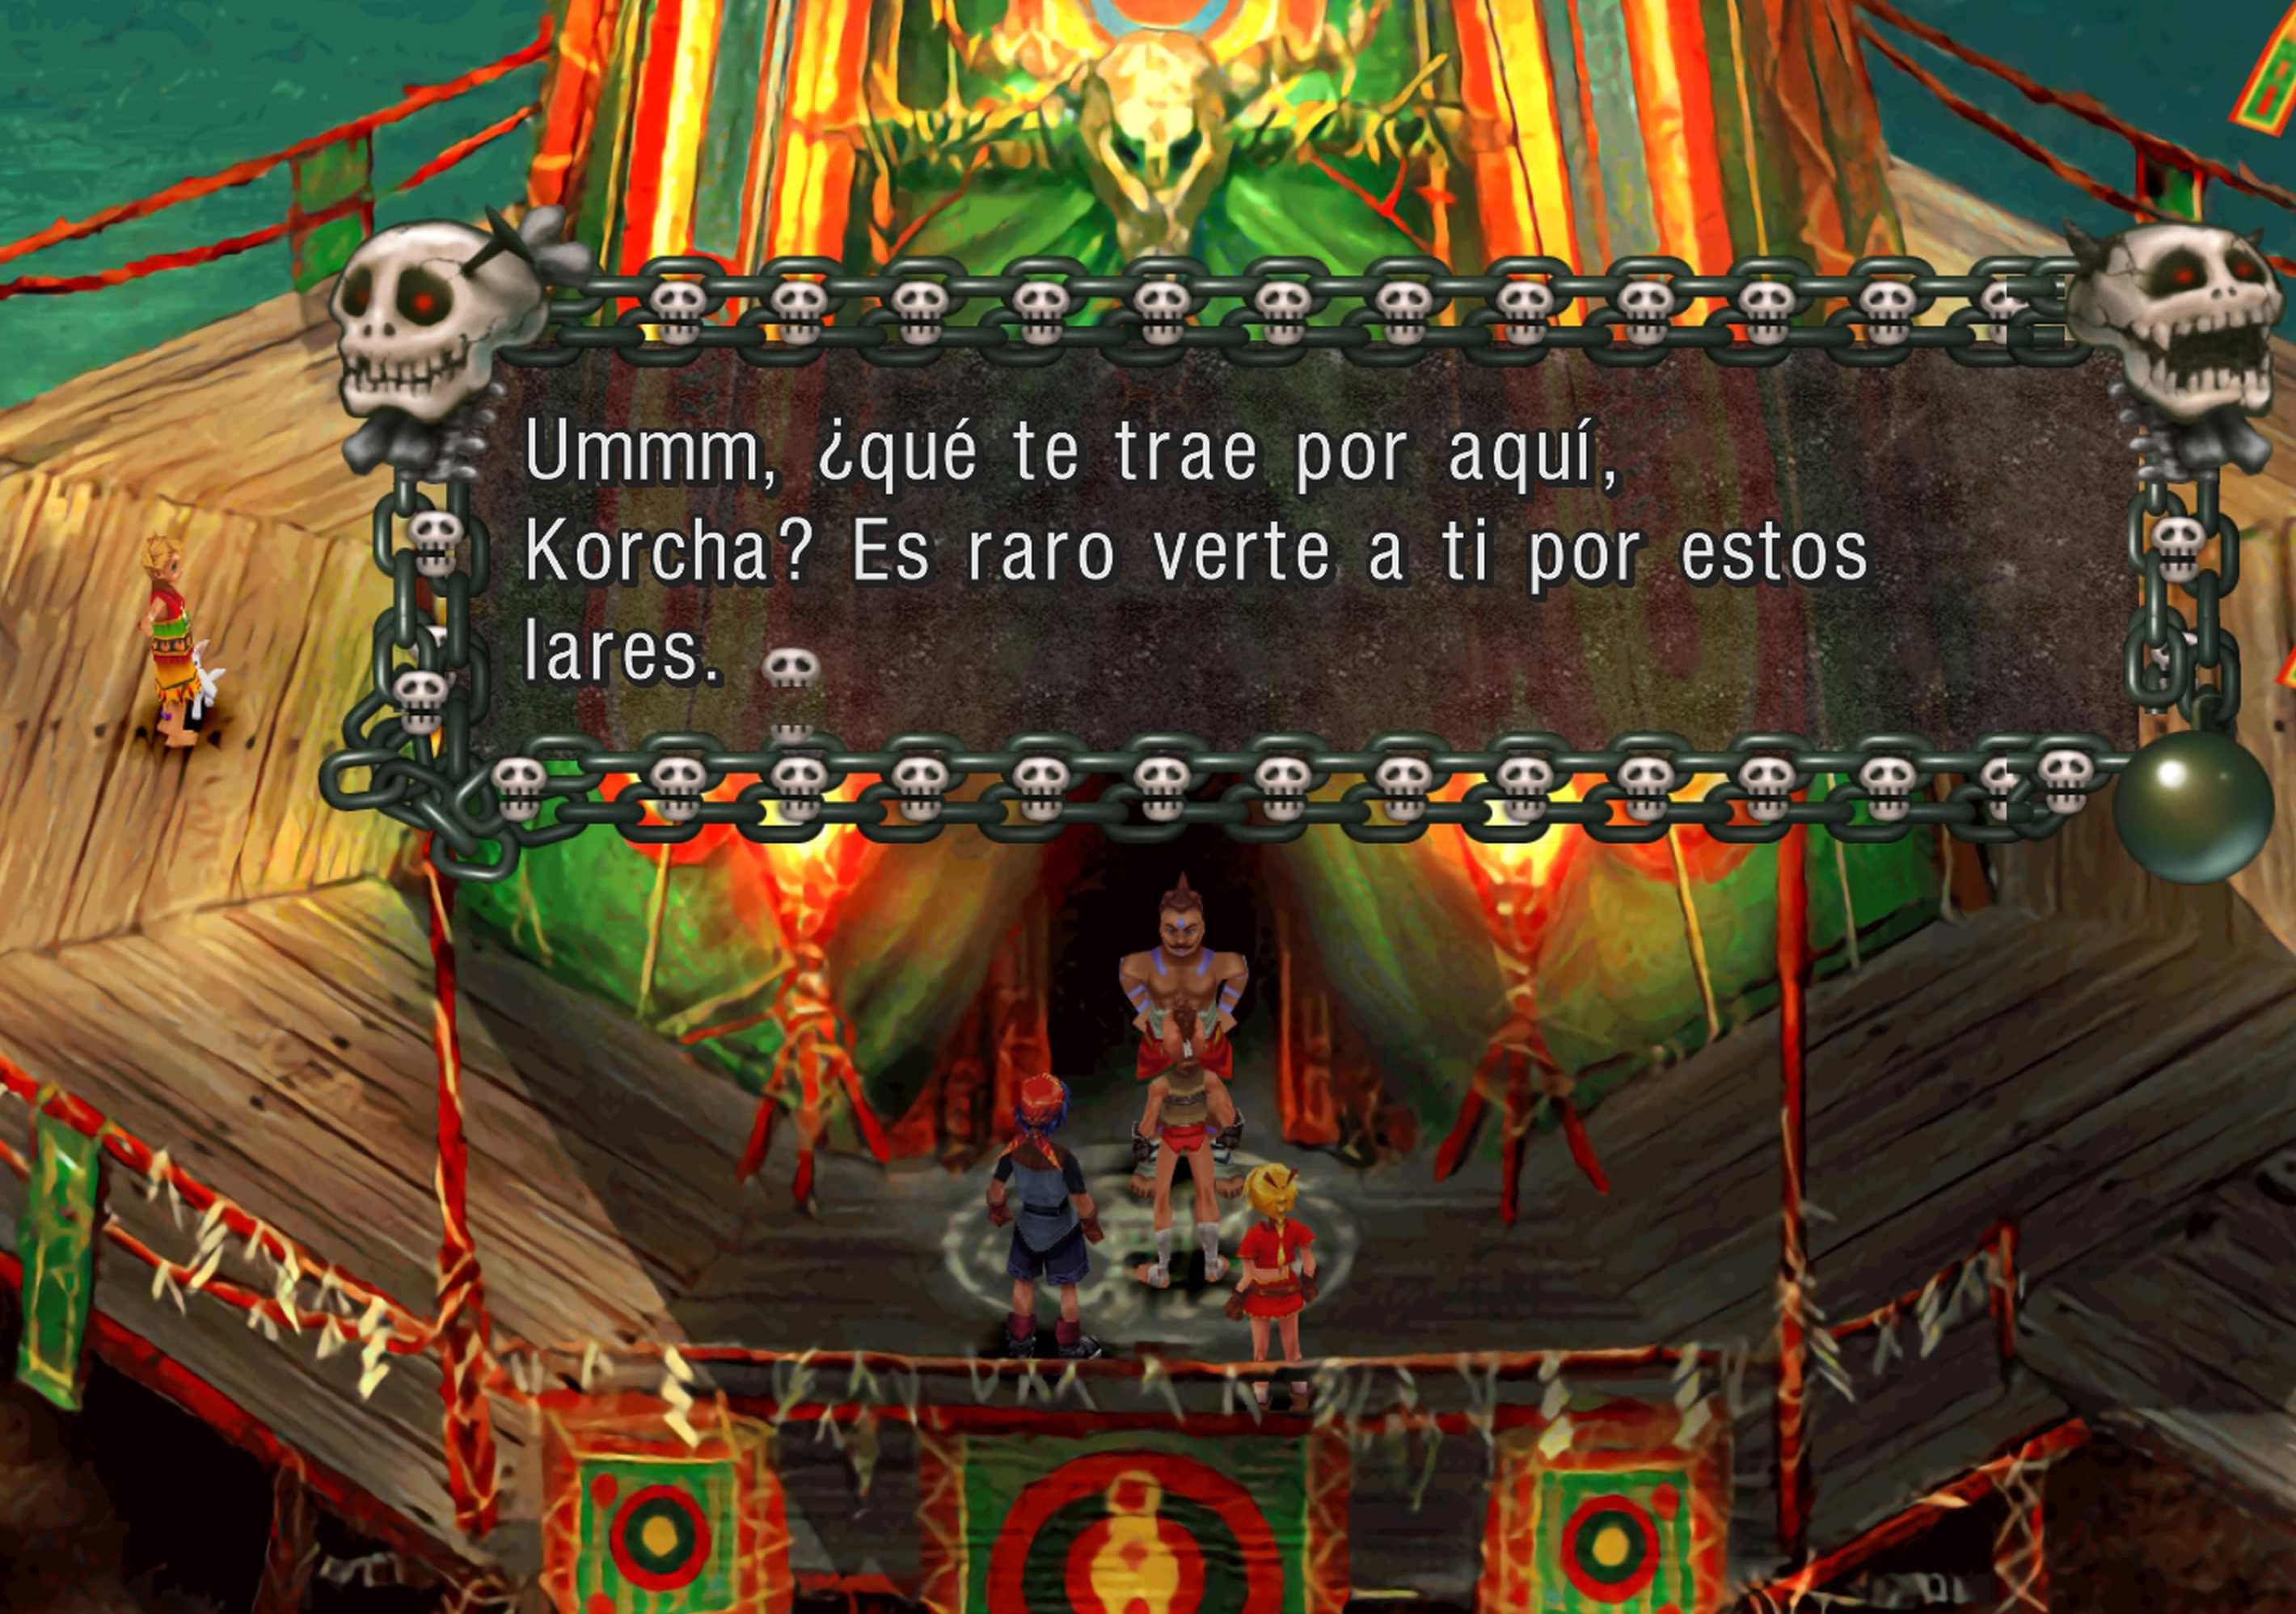 Ummm, ¿qué te trae por aquí,
Korcha? Es raro verte a ti por estos
lares.